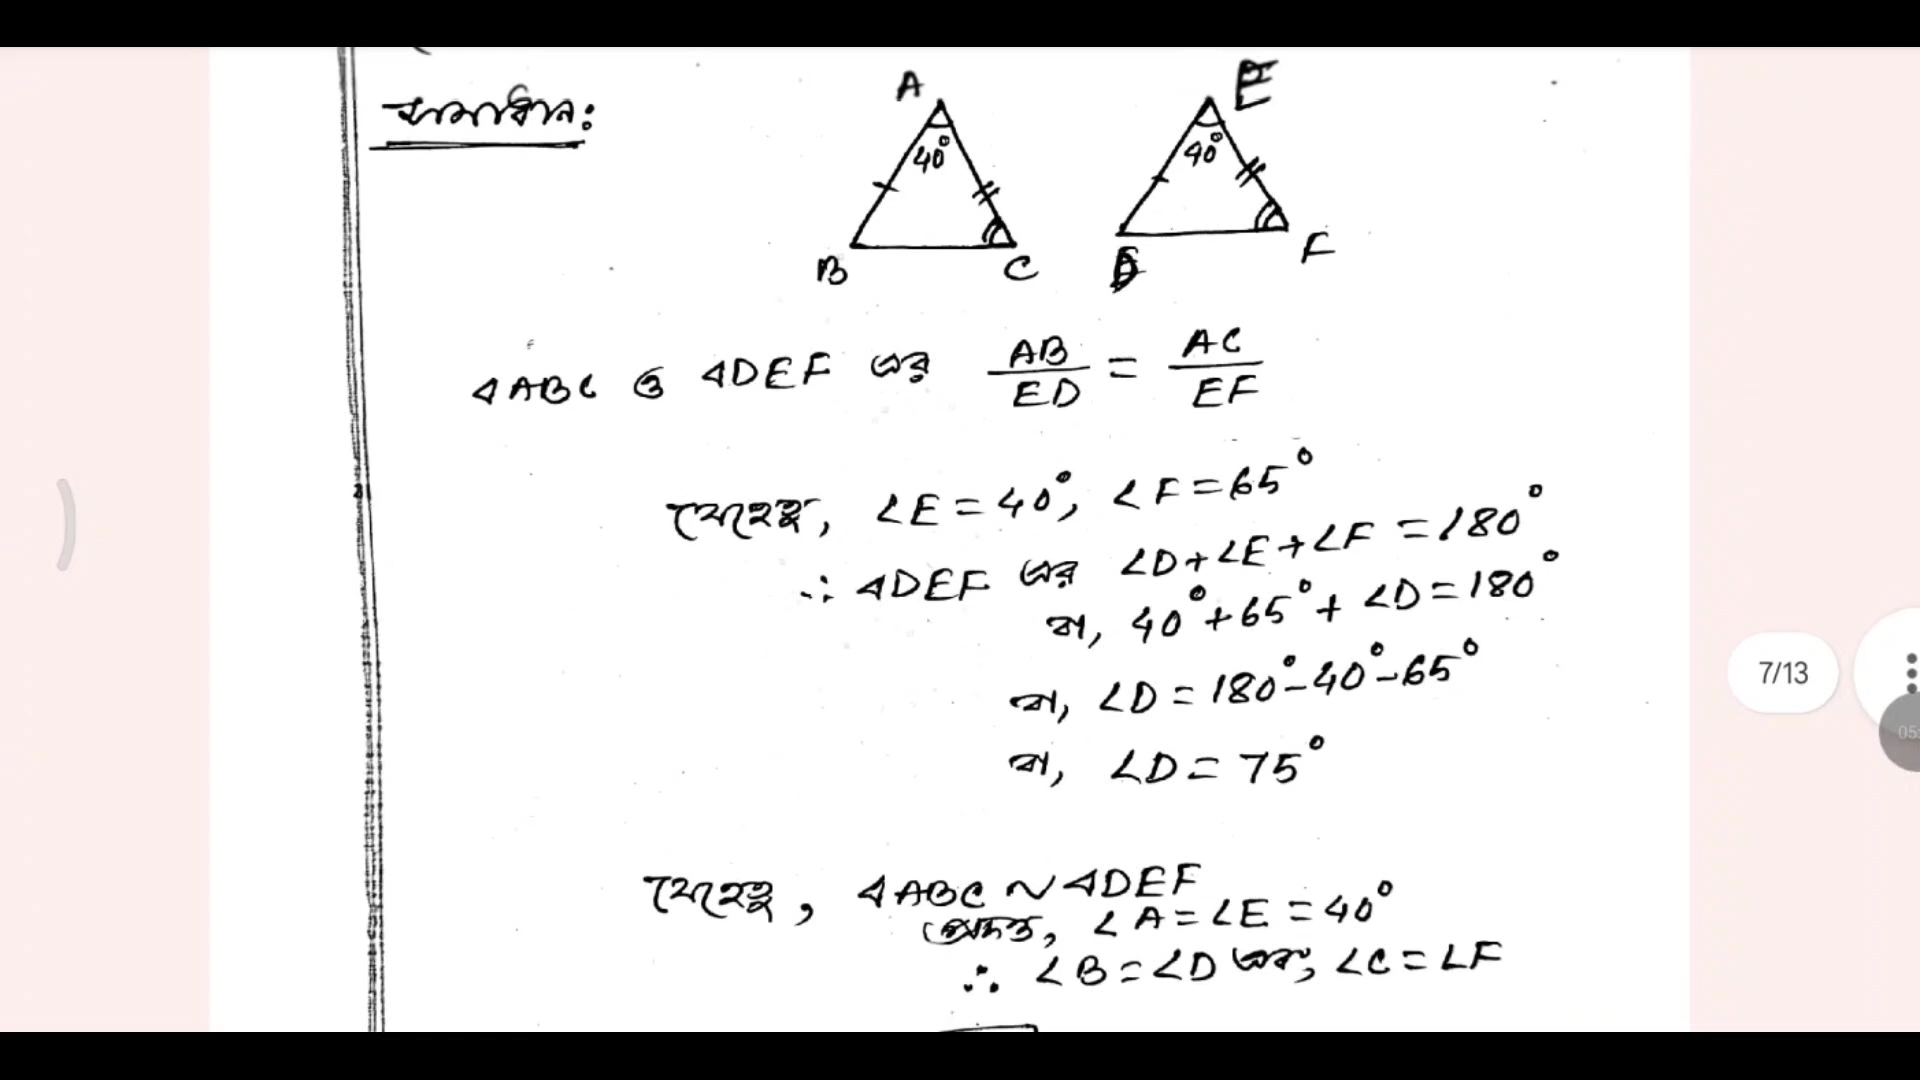 সমাধান:
A E
40° 40°
B C D F
△ABC ও △DEF এর AB/ED = AC/EF
যেহেতু, ∠E = 40°, ∠F = 65°
∴ △DEF এর ∠D + ∠E + ∠F = 180°
বা, 40° + 65° + ∠D = 180°
বা, ∠D = 180° - 40° - 65°
বা, ∠D = 75°
7/13
যেহেতু, △ABC ~ △DEF
প্রদত্ত, ∠A = ∠E = 40°
∴ ∠B = ∠D এবং, ∠C = ∠F